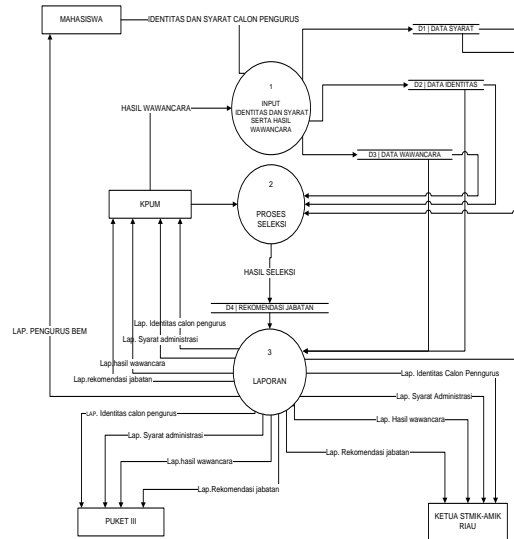 MAHASISWA
IDENTITAS DAN SYARAT CALON PENGURUS
D1 | DATA SYARAT
1
INPUT
IDENTITAS DAN SYARAT
SERTA HASIL
WAWANCARA
D2 | DATA IDENTITAS
HASIL WAWANCARA
D3 | DATA WAWANCARA
2
PROSES
SELEKSI
KPUM
HASIL SELEKSI
D4 | REKOMENDASI JABATAN
Lap. Identitas calon pengurus
LAP. PENGURUS BEM
Lap. Syarat administrasi
3
LAPORAN
Lap.hasil wawancara
Lap.rekomendasi jabatan
Lap. Identitas Calon Penngurus
Lap. Syarat Administrasi
LAP. Identitas calon pengurus
Lap. Hasil wawancara
Lap. Syarat administrasi
Lap. Rekomendasi jabatan
Lap.hasil wawancara
Lap.Rekomendasi jabatan
PUKET III
KETUA STMIK-AMIK
RIAU